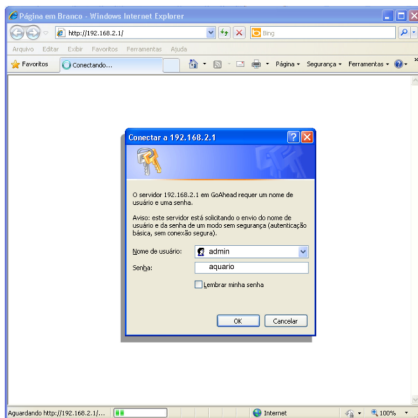 Página em Branco - Windows Internet Explorer
http://192.168.2.1/
Bing
Arquivo Editar Exibir Favoritos Ferramentas Ajuda
Favoritos Conectando...
Página Segurança Ferramentas
Conectar a 192.168.2.1
O servidor 192.168.2.1 em GoAhead requer um nome de
usuário e uma senha.
Aviso: este servidor está solicitando o envio do nome de
usuário e da senha de um modo sem segurança (autenticação
básica, sem conexão segura).
Nome de usuário: admin
Senha: aquario
Lembrar minha senha
OK Cancelar
Aguardando http://192.168.2.1/... Internet 100%